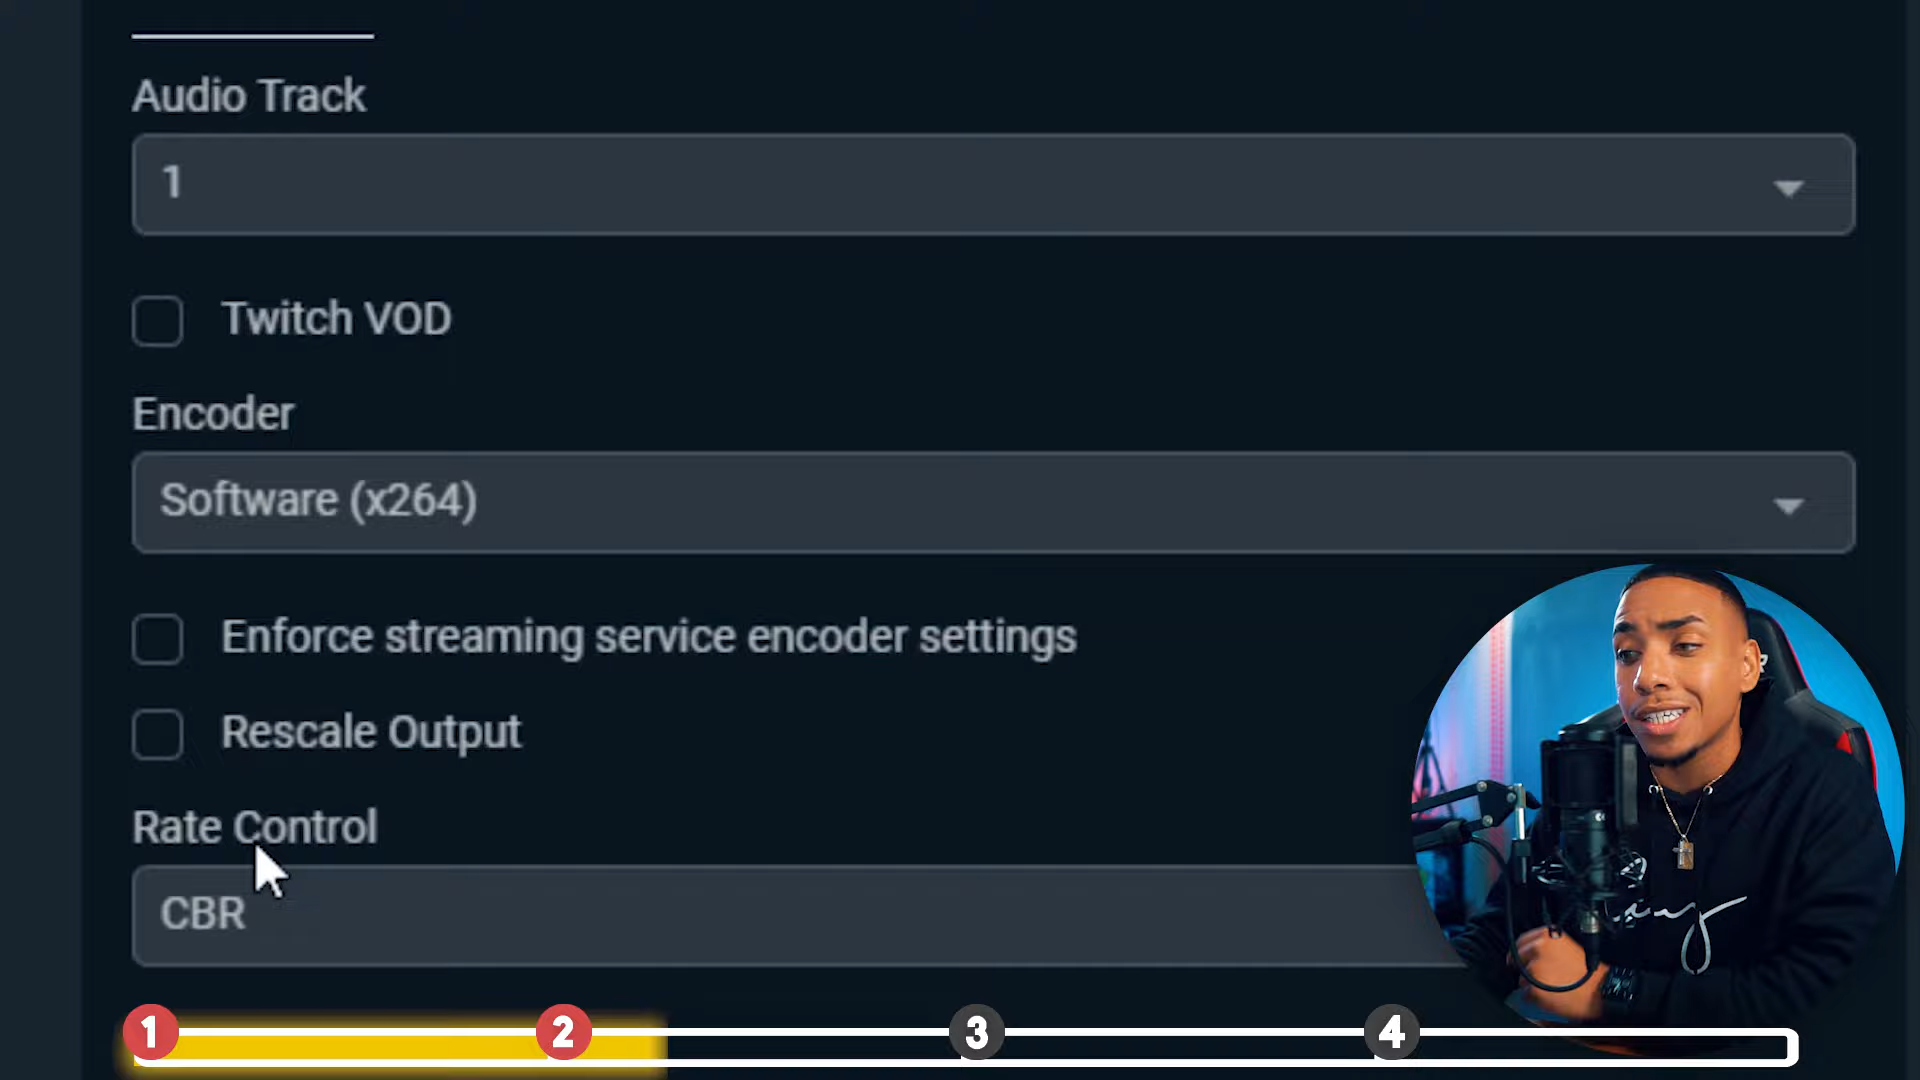 Audio Track
1
Twitch VOD
Encoder
Software (x264)
Enforce streaming service encoder settings
Rescale Output
Rate Control
CBR
1 2 3 4